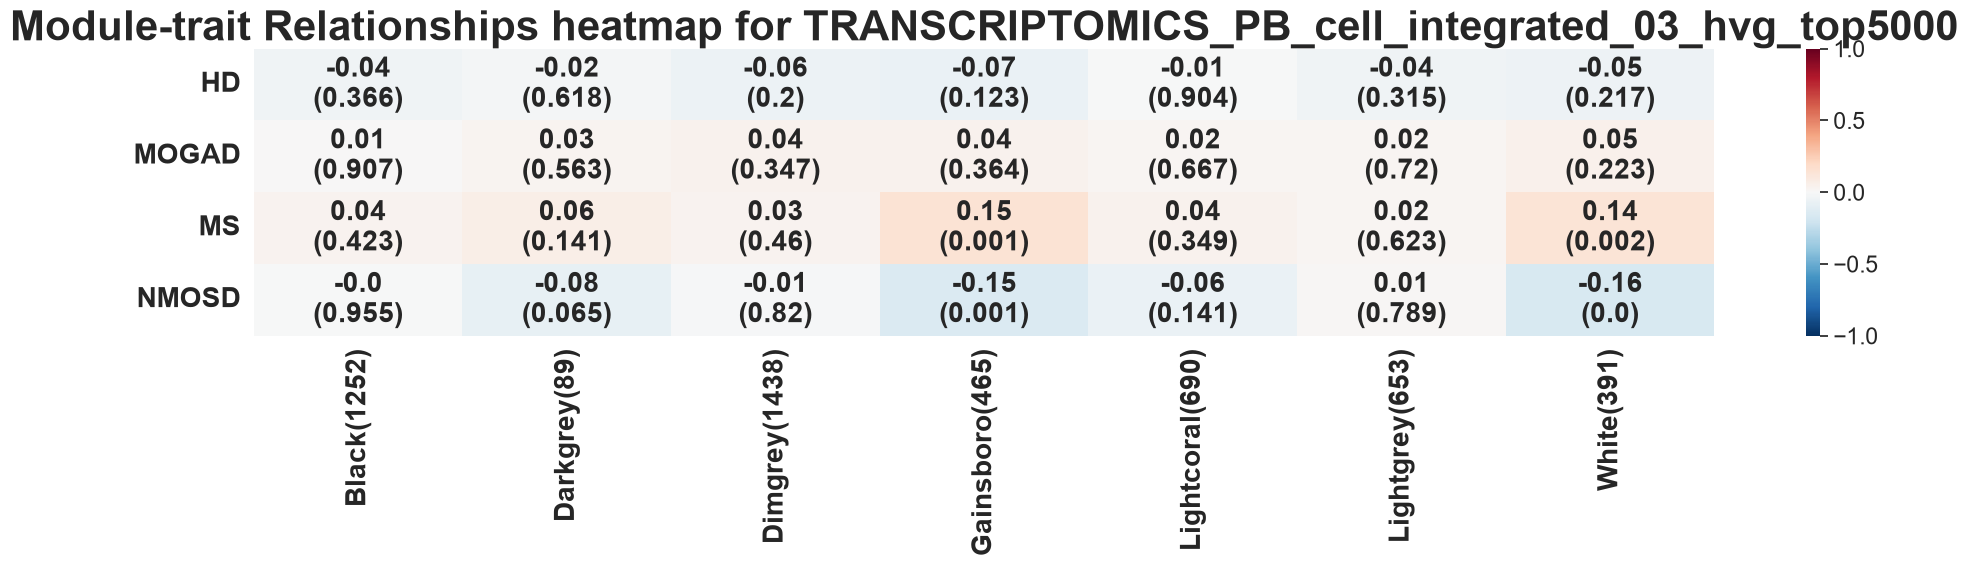 Module-trait Relationships heatmap for TRANSCRIPTOMICS_PB_cell_integrated_03_hvg_top5000
HD
-0.04 -0.02 -0.06 -0.07 -0.01 -0.04 -0.05
(0.366) (0.618) (0.2) (0.123) (0.904) (0.315) (0.217)
MOGAD
0.01 0.03 0.04 0.04 0.02 0.02 0.05
(0.907) (0.563) (0.347) (0.364) (0.667) (0.72) (0.223)
MS
0.04 0.06 0.03 0.15 0.04 0.02 0.14
(0.423) (0.141) (0.46) (0.001) (0.349) (0.623) (0.002)
NMOSD
-0.0 -0.08 -0.01 -0.15 -0.06 0.01 -0.16
(0.955) (0.065) (0.82) (0.001) (0.141) (0.789) (0.0)
Black(1252)
Darkgrey(89)
Dimgrey(1438)
Gainsboro(465)
Lightcoral(690)
Lightgrey(653)
White(391)
1.0
0.5
0.0
−0.5
−1.0